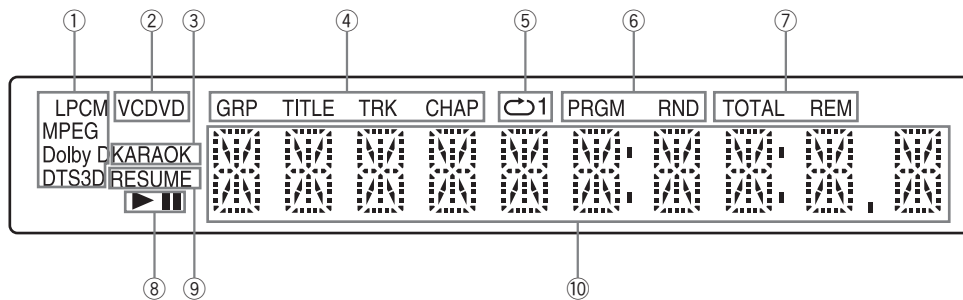 ① ② ③ ④ ⑤ ⑥ ⑦
LPCM VCDVD GRP TITLE TRK CHAP 1 PRGM RND TOTAL REM
MPEG
Dolby D KARAOK
DTS3D RESUME
⑧ ⑨ ⑩